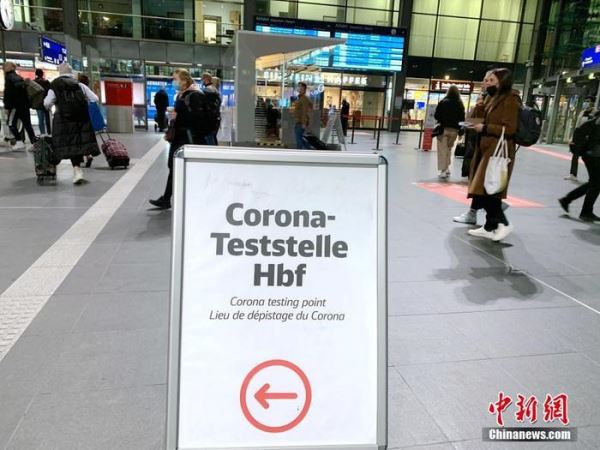 Corona-
Teststelle
Hbf
Corona testing point
Lieu de dépistage du Corona
中新網
Chinanews.com